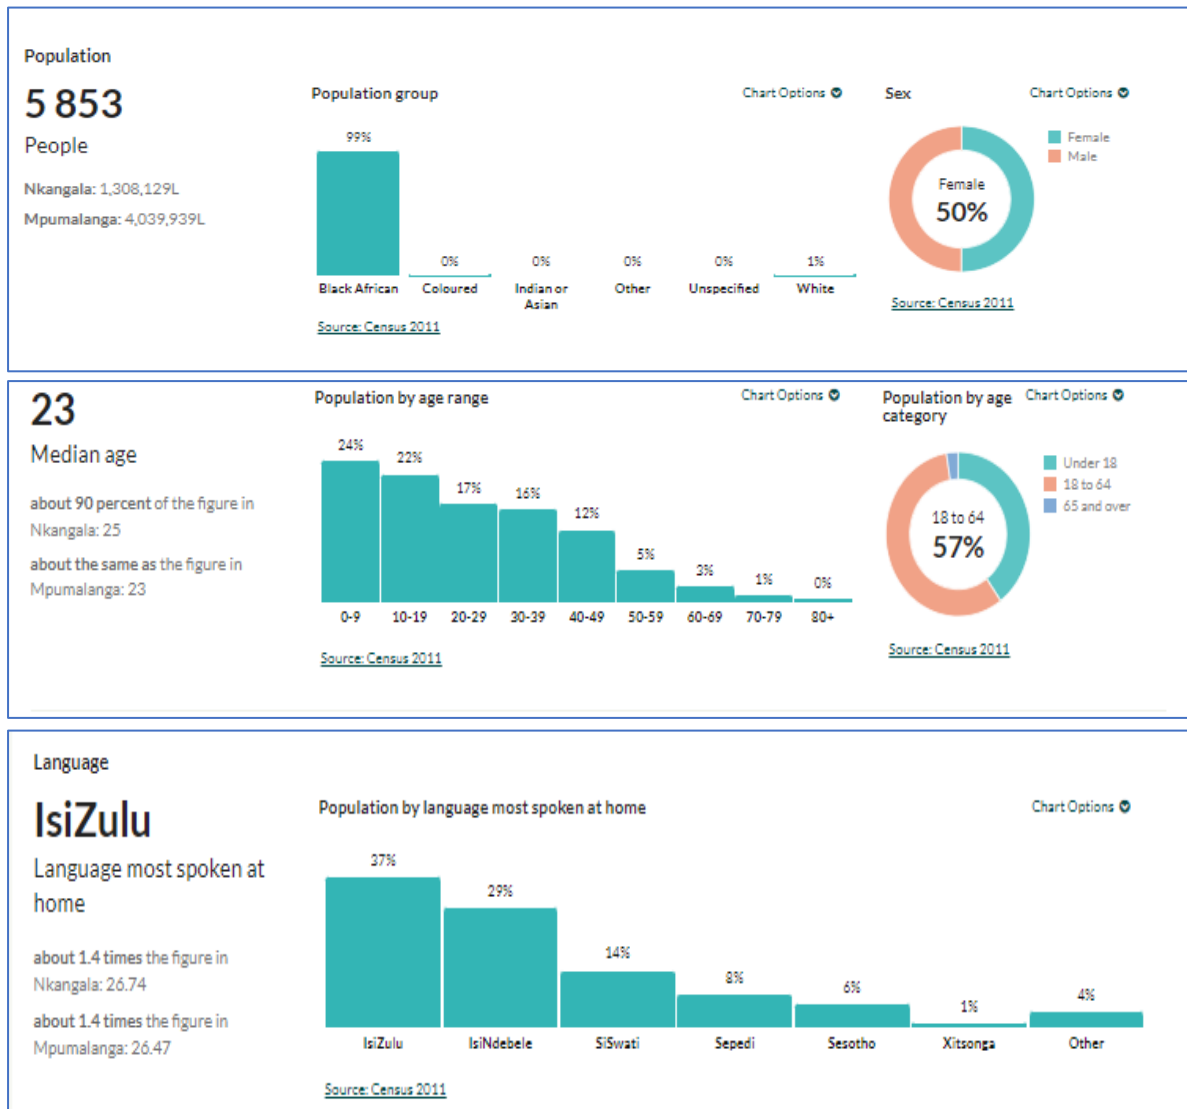 Population
5 853
People
Nkangala: 1,308,129L
Mpumalanga: 4,039,939L
Population group
Chart Options
99%
0%
0%
0%
0%
1%
Black African
Coloured
Indian or
Asian
Other
Unspecified
White
Source: Census 2011
Sex
Chart Options
Female
Male
Female
50%
Source: Census 2011
23
Median age
about 90 percent of the figure in
Nkangala: 25
about the same as the figure in
Mpumalanga: 23
Population by age range
Chart Options
24%
22%
17%
16%
12%
5%
3%
1%
0%
0-9
10-19
20-29
30-39
40-49
50-59
60-69
70-79
80+
Source: Census 2011
Population by age
category
Chart Options
Under 18
18 to 64
65 and over
18 to 64
57%
Source: Census 2011
Language
IsiZulu
Language most spoken at
home
about 1.4 times the figure in
Nkangala: 26.74
about 1.4 times the figure in
Mpumalanga: 26.47
Population by language most spoken at home
Chart Options
37%
29%
14%
8%
6%
1%
4%
IsiZulu
IsiNdebele
SiSwati
Sepedi
Sesotho
Xitsonga
Other
Source: Census 2011